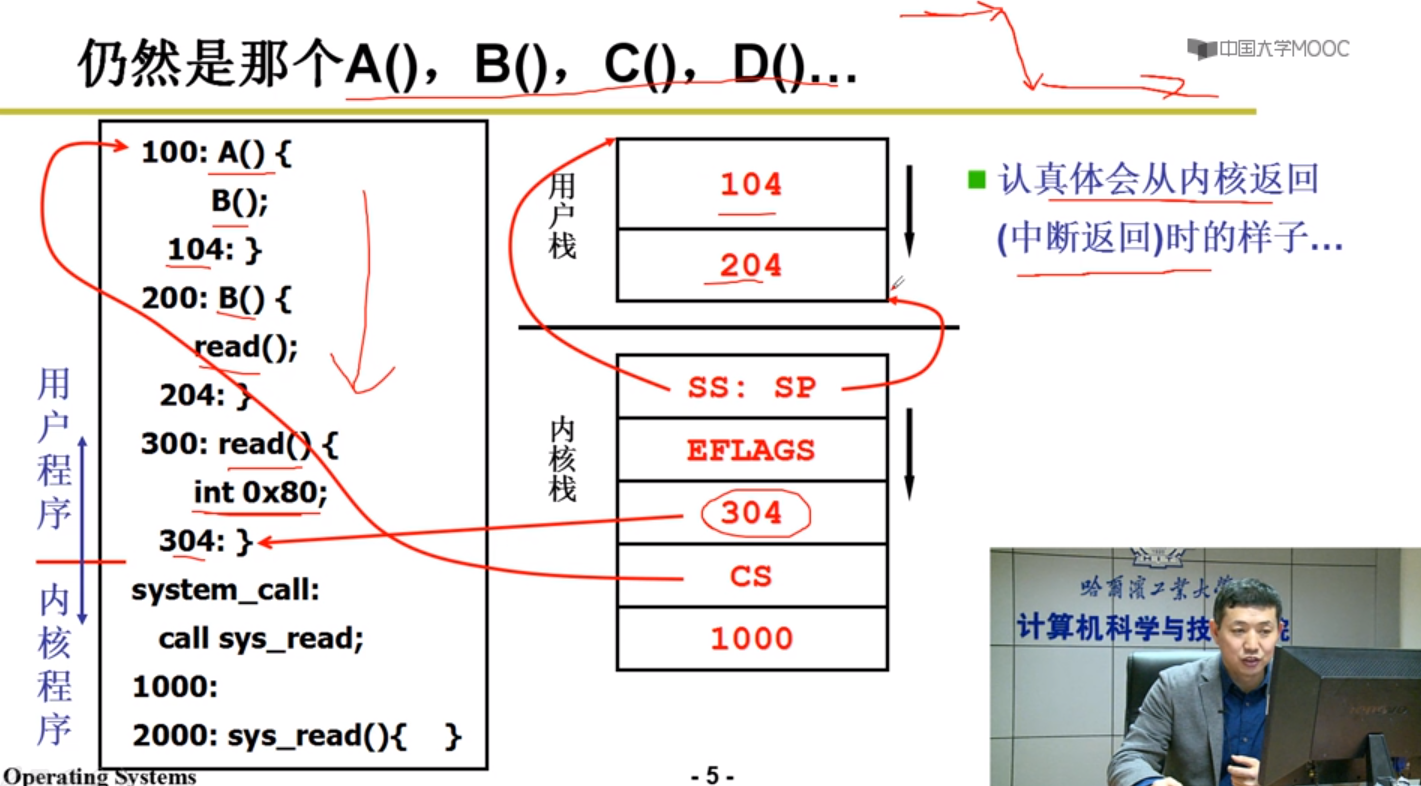 仍然是那个A()，B()，C()，D()...
中国大学MOOC
100: A() {
B();
104: }
200: B() {
read();
204: }
300: read() {
int 0x80;
304: }
system_call:
call sys_read;
1000:
2000: sys_read(){ }
用户程序
内核程序
用户栈
104
204
内核栈
SS: SP
EFLAGS
304
CS
1000
认真体会从内核返回
(中断返回)时的样子...
哈尔滨工业大学
计算机科学与技 院
Operating Systems
- 5 -